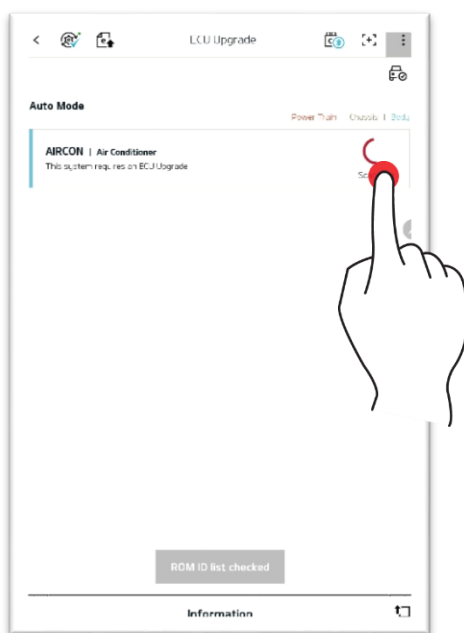 ECU Upgrade
Auto Mode
Power Train | Chassis | Body
AIRCON | Air Conditioner
This system requires an ECU Upgrade
ROM ID list checked
Information